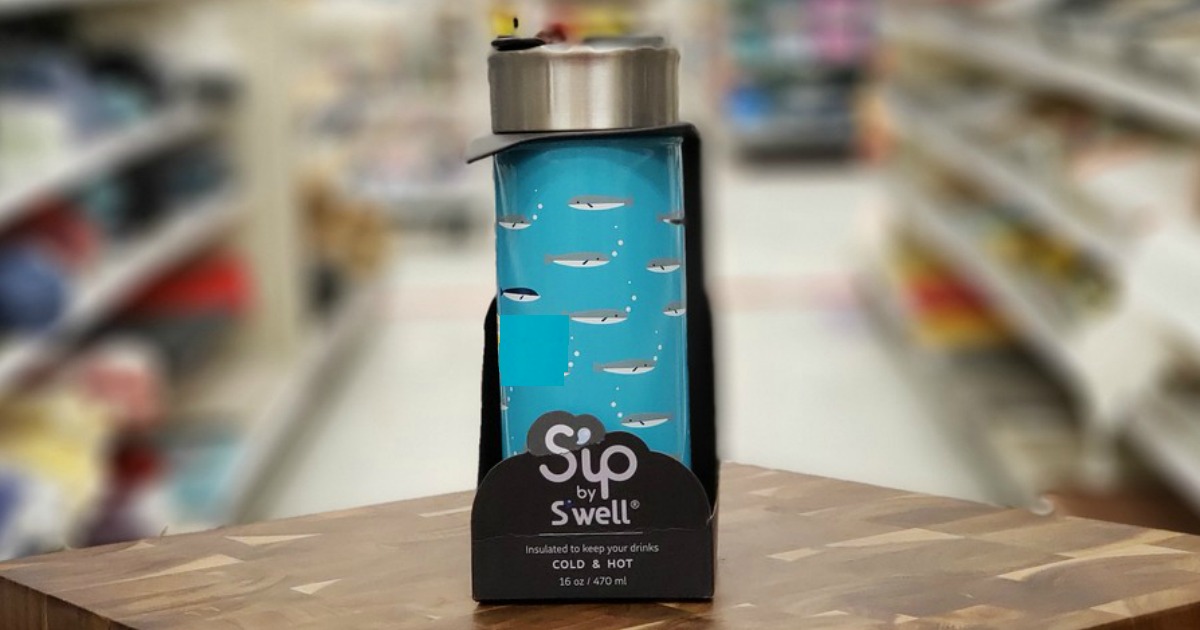 S'ip
by
S'well®
Insulated to keep your drinks
COLD & HOT
16 oz / 470 ml